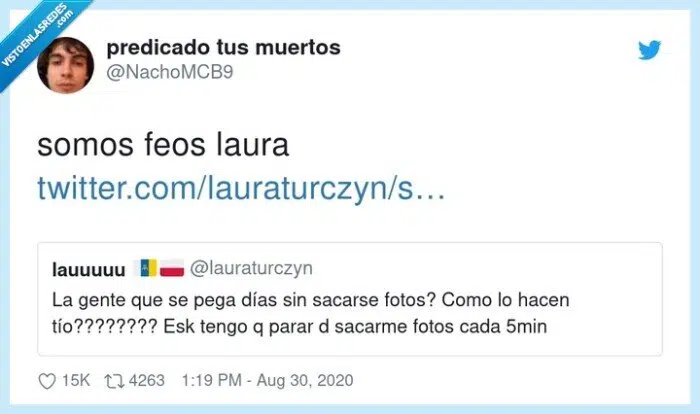 VISTOENLASREDES
.com
predicado tus muertos
@NachoMCB9
somos feos laura
twitter.com/lauraturczyn/s…
lauuuuu 🇮🇨🇵🇱 @lauraturczyn
La gente que se pega días sin sacarse fotos? Como lo hacen
tío???????? Esk tengo q parar d sacarme fotos cada 5min
15K 4263 1:19 PM - Aug 30, 2020